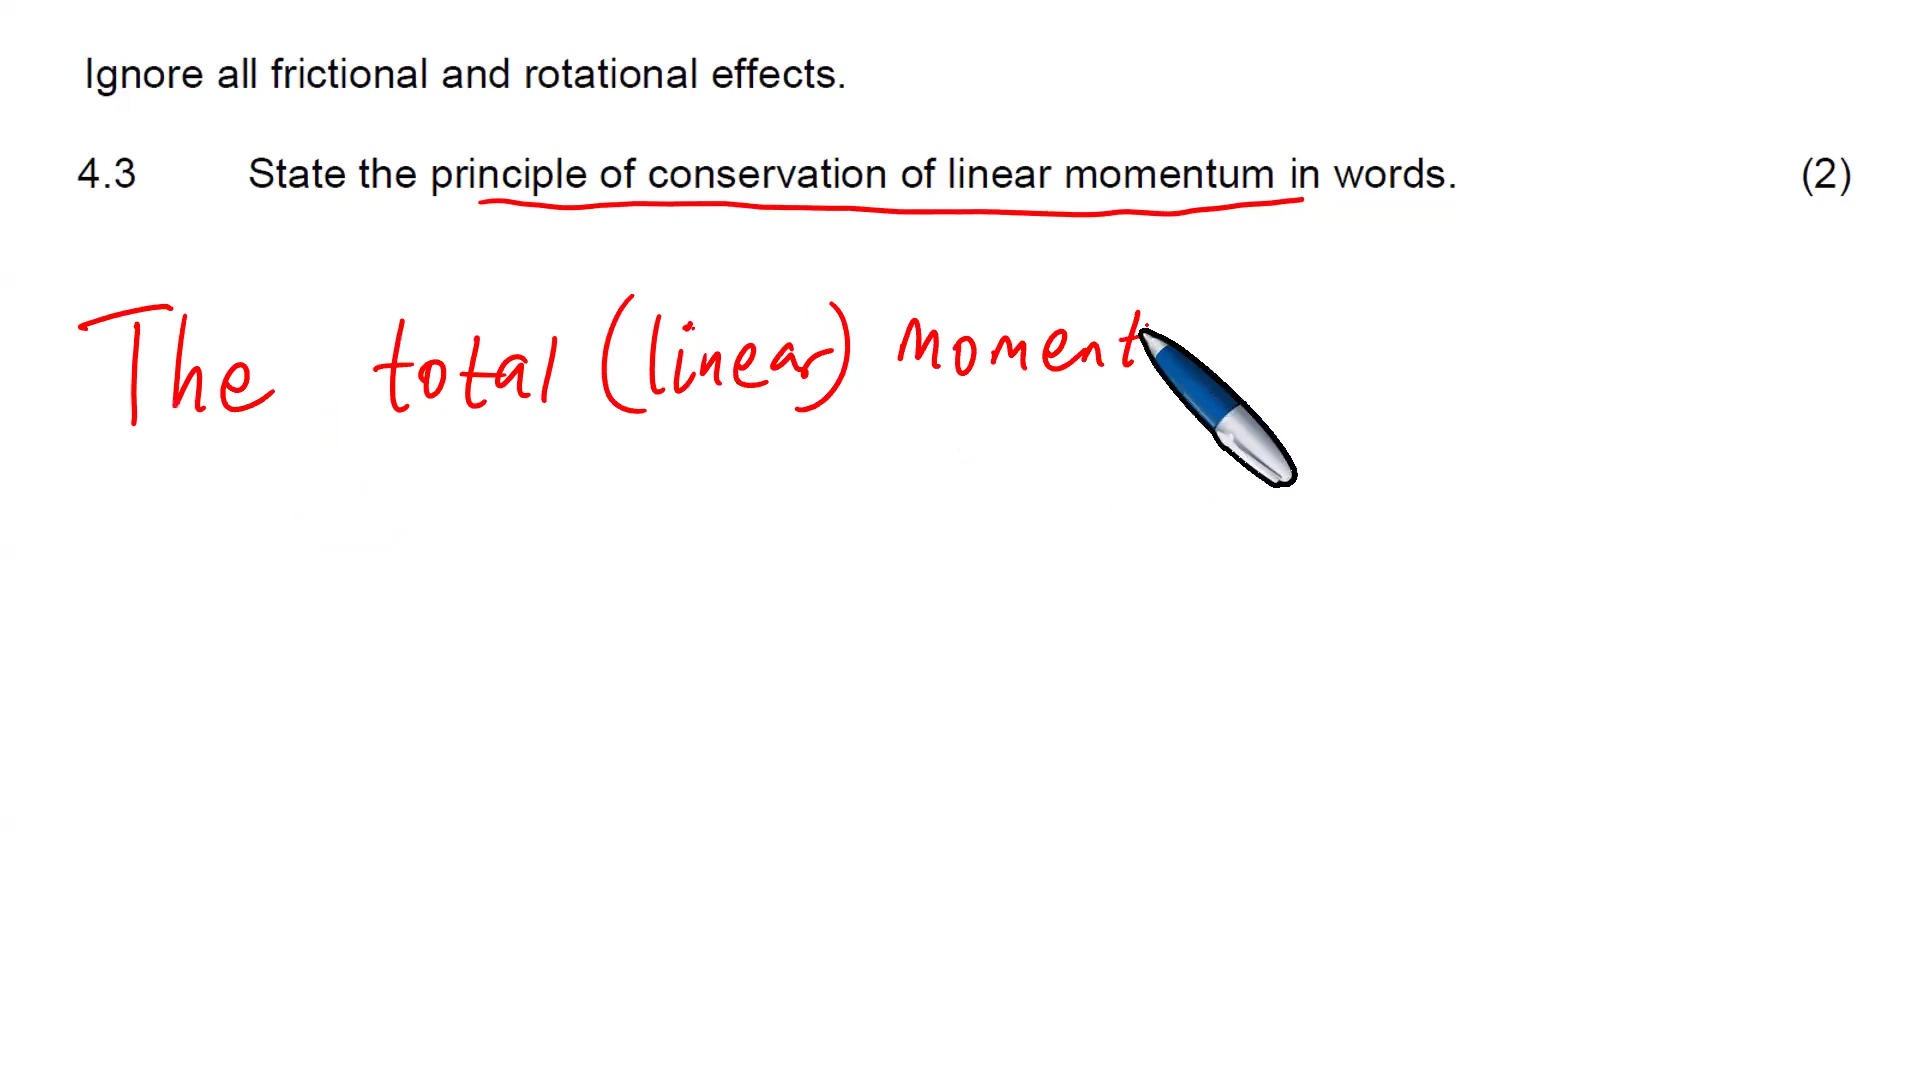 Ignore all frictional and rotational effects.
4.3 State the principle of conservation of linear momentum in words. (2)
The total (linear) moment